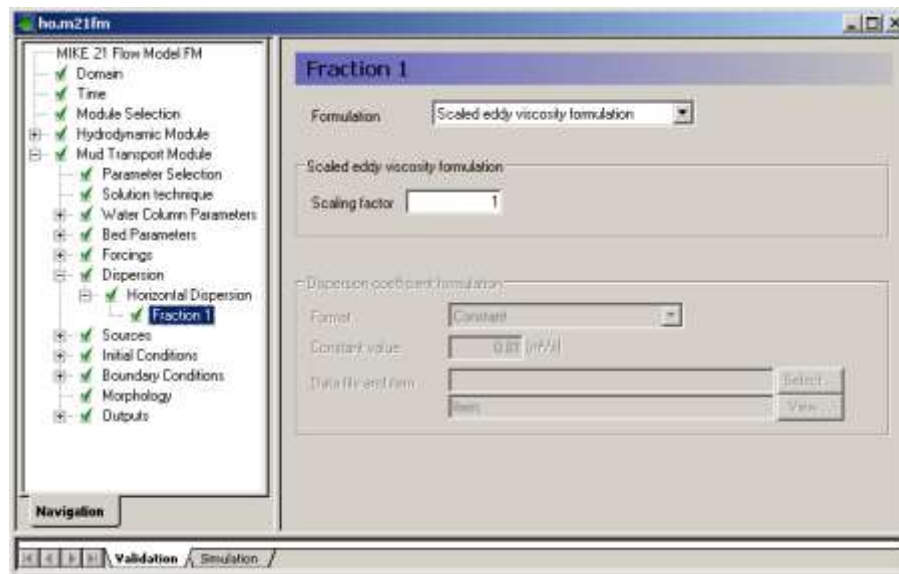 ho.m21fm
MIKE 21 Flow Model FM
Domain
Time
Module Selection
Hydrodynamic Module
Mud Transport Module
Parameter Selection
Solution technique
Water Column Parameters
Bed Parameters
Forcings
Dispersion
Horizontal Dispersion
Fraction 1
Sources
Initial Conditions
Boundary Conditions
Morphology
Outputs
Navigation
Fraction 1
Formulation Scaled eddy viscosity formulation
Scaled eddy viscosity formulation
Scaling factor 1
Dispersion coefficient formulation
Format Constant
Constant value 0.01 [m²/s]
Data file and item Select...
Item View...
Validation Simulation